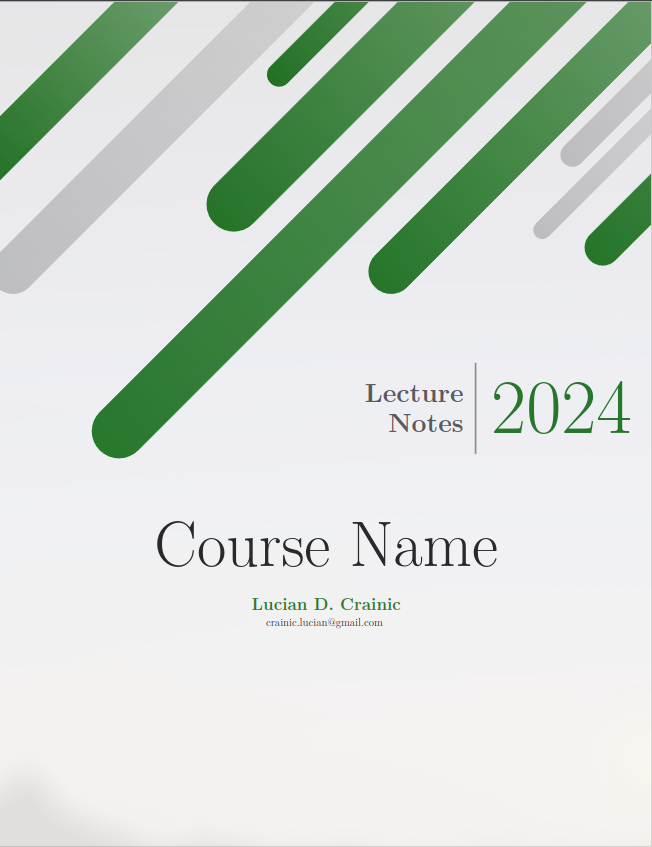 Lecture
Notes
2024
Course Name
Lucian D. Crainic
crainic.lucian@gmail.com